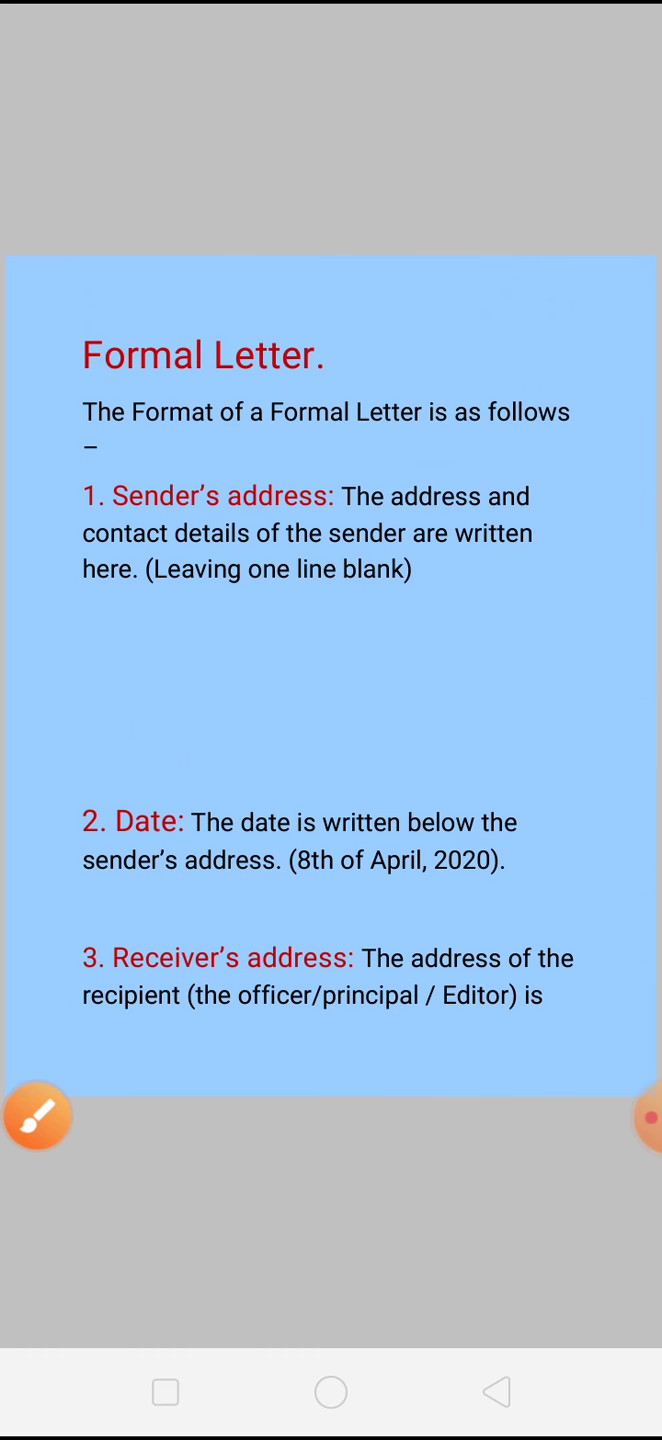 Formal Letter.
The Format of a Formal Letter is as follows
–
1. Sender’s address: The address and
contact details of the sender are written
here. (Leaving one line blank)
2. Date: The date is written below the
sender’s address. (8th of April, 2020).
3. Receiver’s address: The address of the
recipient (the officer/principal / Editor) is